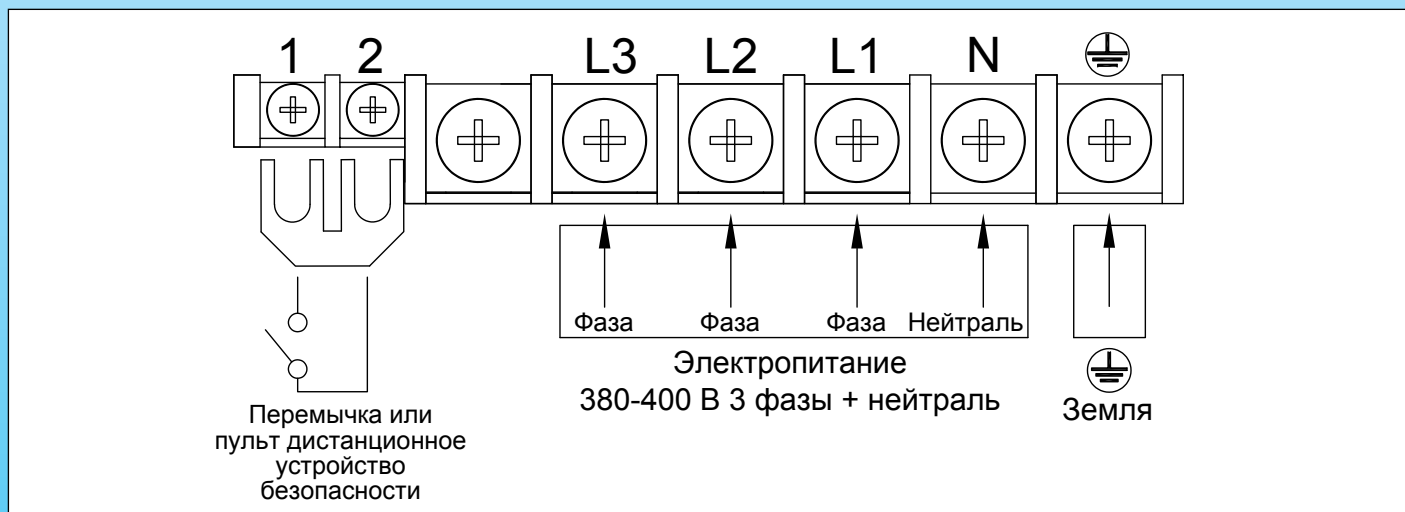 1 2 L3 L2 L1 N
Фаза Фаза Фаза Нейтраль
Электропитание
380-400 В 3 фазы + нейтраль
Земля
Перемычка или
пульт дистанционное
устройство
безопасности